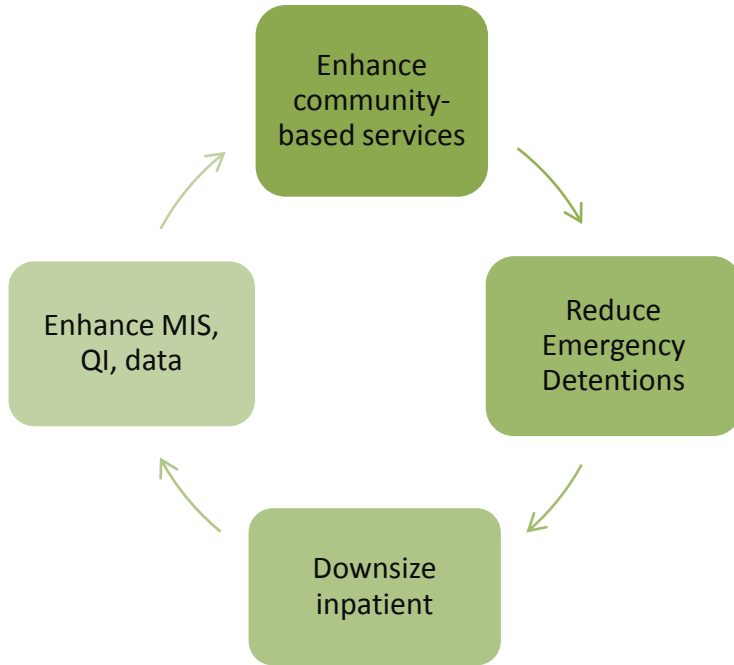 Enhance
community-
based services
Reduce
Emergency
Detentions
Downsize
inpatient
Enhance MIS,
QI, data